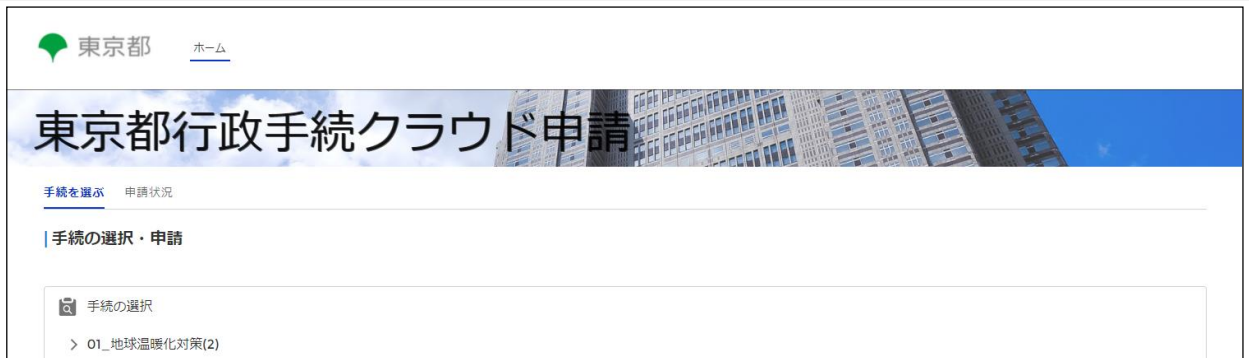 東京都 ホーム
東京都行政手続クラウド申請
手続を選ぶ 申請状況
手続の選択・申請
手続の選択
01_地球温暖化対策(2)